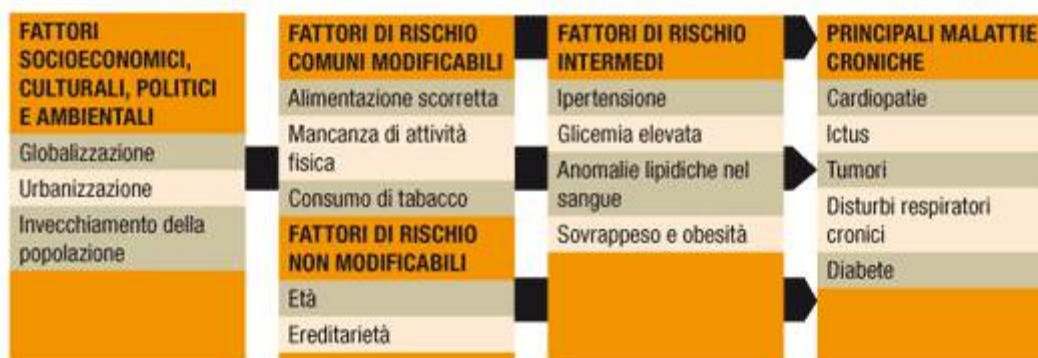 FATTORI
SOCIOECONOMICI,
CULTURALI, POLITICI
E AMBIENTALI
Globalizzazione
Urbanizzazione
Invecchiamento della
popolazione
FATTORI DI RISCHIO
COMUNI MODIFICABILI
Alimentazione scorretta
Mancanza di attività
fisica
Consumo di tabacco
FATTORI DI RISCHIO
NON MODIFICABILI
Età
Ereditarietà
FATTORI DI RISCHIO
INTERMEDI
Ipertensione
Glicemia elevata
Anomalie lipidiche nel
sangue
Sovrappeso e obesità
PRINCIPALI MALATTIE
CRONICHE
Cardiopatie
Ictus
Tumori
Disturbi respiratori
cronici
Diabete